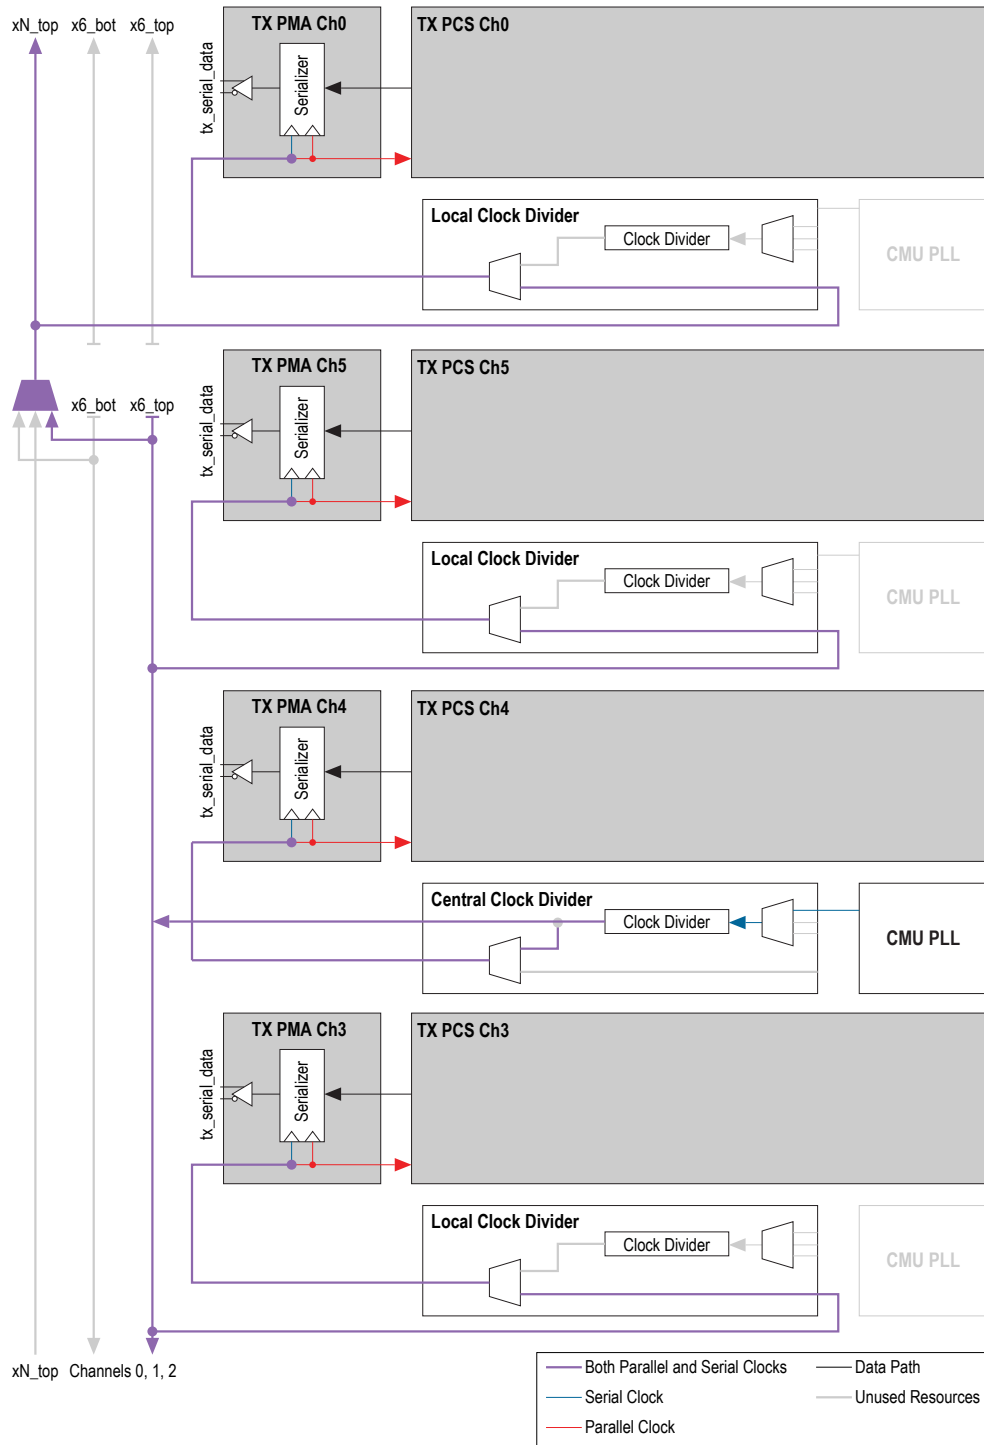 xN_top x6_bot x6_top
TX PMA Ch0
TX PCS Ch0
tx_serial_data
Serializer
Local Clock Divider
Clock Divider
CMU PLL
TX PMA Ch5
TX PCS Ch5
x6_bot x6_top
tx_serial_data
Serializer
Local Clock Divider
Clock Divider
CMU PLL
TX PMA Ch4
TX PCS Ch4
tx_serial_data
Serializer
Central Clock Divider
Clock Divider
CMU PLL
TX PMA Ch3
TX PCS Ch3
tx_serial_data
Serializer
Local Clock Divider
Clock Divider
CMU PLL
xN_top Channels 0, 1, 2
Both Parallel and Serial Clocks
Data Path
Serial Clock
Unused Resources
Parallel Clock